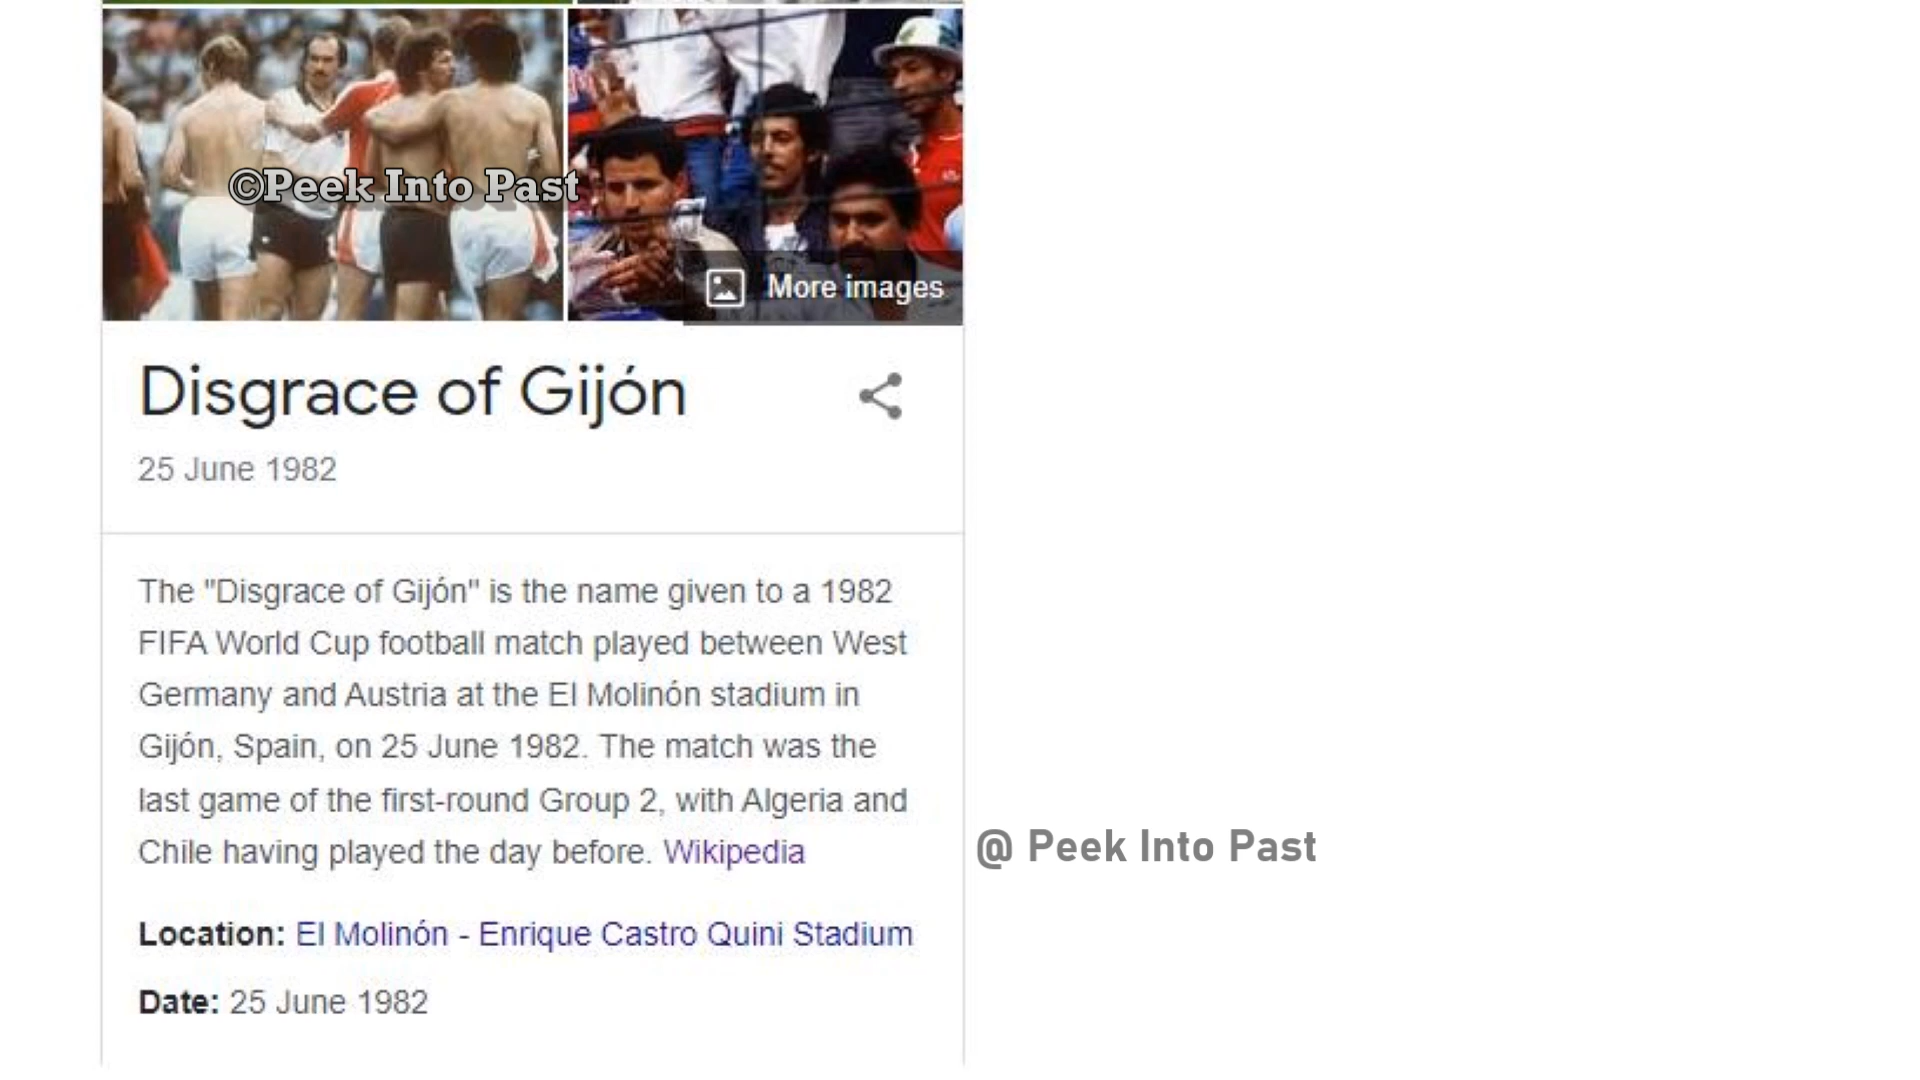 ©Peek Into Past
More images
Disgrace of Gijón
25 June 1982
The "Disgrace of Gijón" is the name given to a 1982
FIFA World Cup football match played between West
Germany and Austria at the El Molinón stadium in
Gijón, Spain, on 25 June 1982. The match was the
last game of the first-round Group 2, with Algeria and
Chile having played the day before. Wikipedia
@ Peek Into Past
Location: El Molinón - Enrique Castro Quini Stadium
Date: 25 June 1982